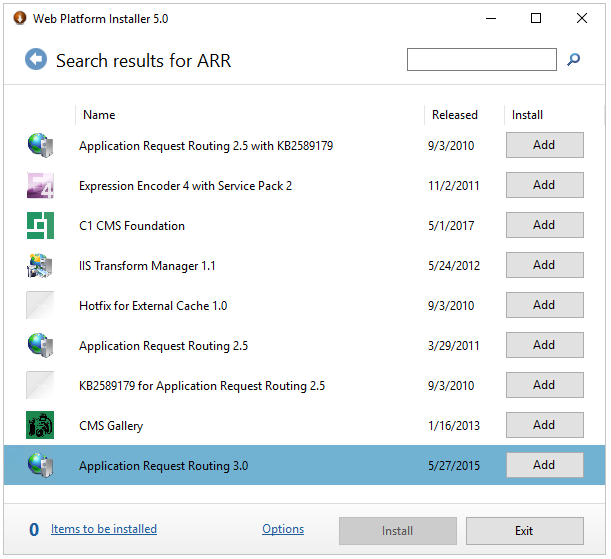 Web Platform Installer 5.0
Search results for ARR
Name Released Install
Application Request Routing 2.5 with KB2589179 9/3/2010 Add
Expression Encoder 4 with Service Pack 2 11/2/2011 Add
C1 CMS Foundation 5/1/2017 Add
IIS Transform Manager 1.1 5/24/2012 Add
Hotfix for External Cache 1.0 9/3/2010 Add
Application Request Routing 2.5 3/29/2011 Add
KB2589179 for Application Request Routing 2.5 9/3/2010 Add
CMS Gallery 1/16/2013 Add
Application Request Routing 3.0 5/27/2015 Add
0 Items to be installed Options Install Exit